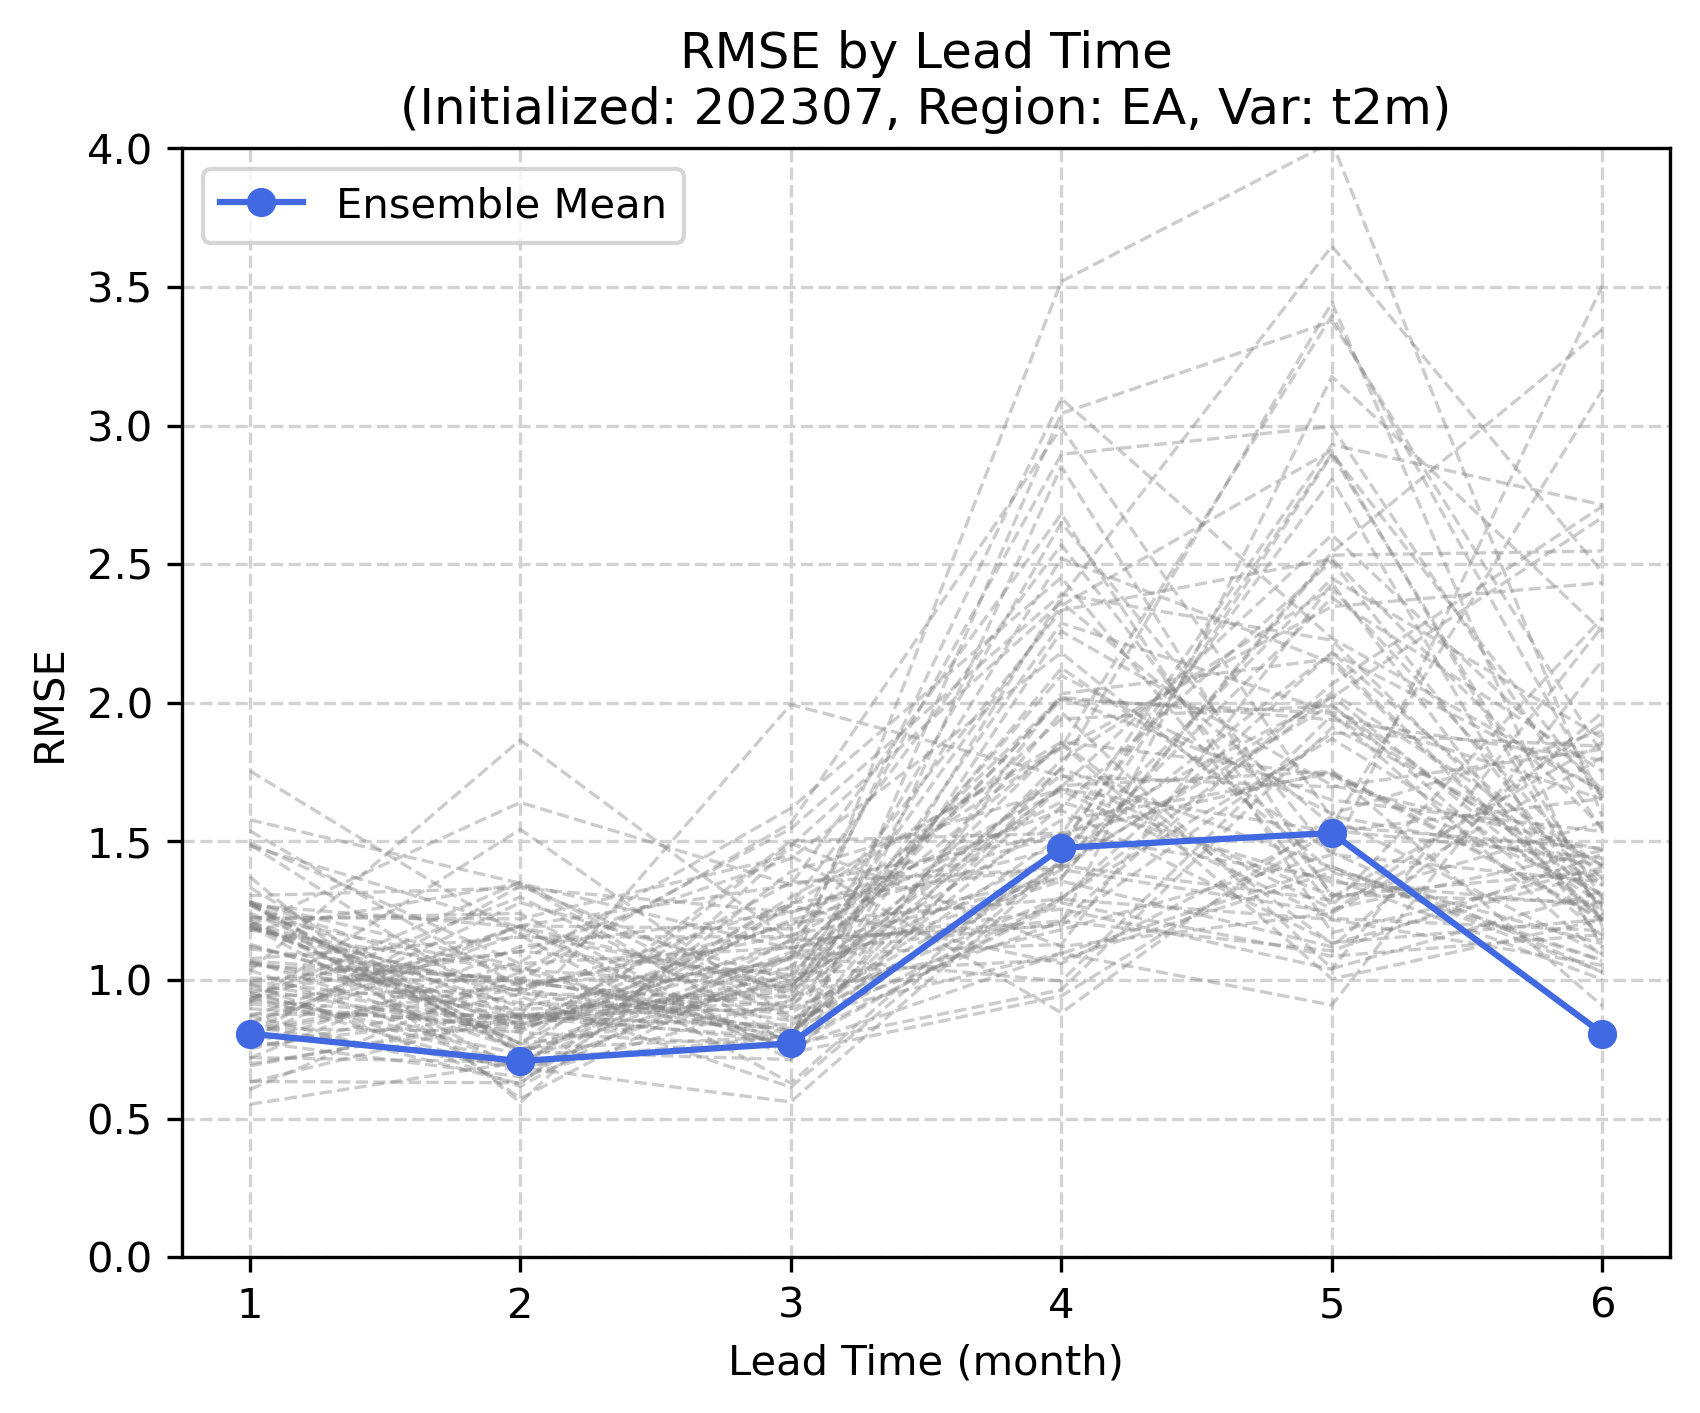 RMSE by Lead Time
(Initialized: 202307, Region: EA, Var: t2m)
Ensemble Mean
4.0
3.5
3.0
2.5
2.0
1.5
1.0
0.5
0.0
RMSE
1 2 3 4 5 6
Lead Time (month)